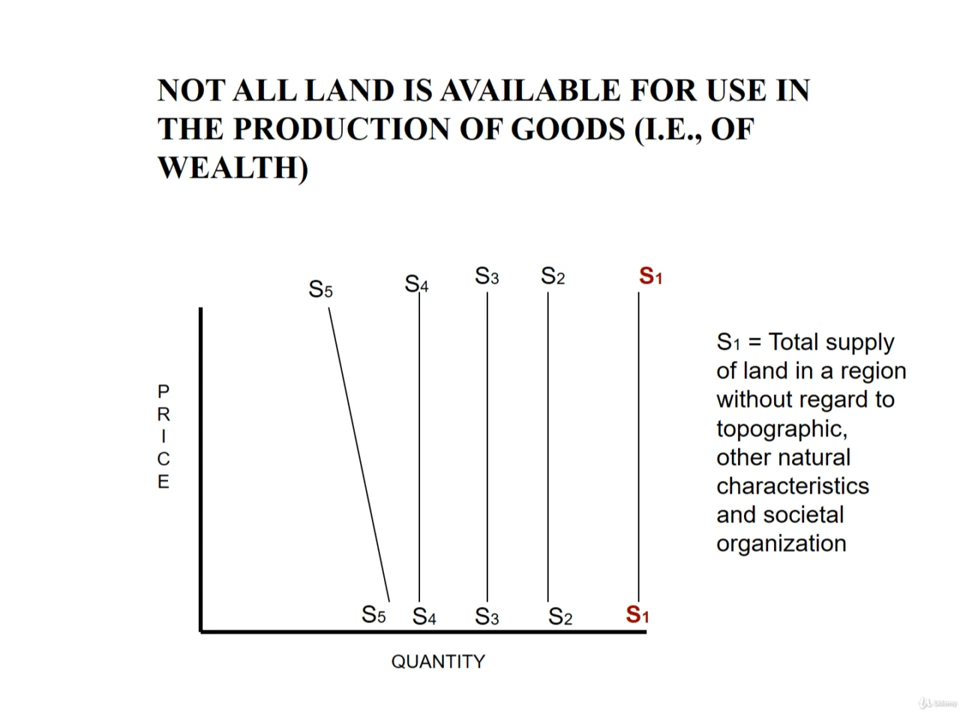 NOT ALL LAND IS AVAILABLE FOR USE IN
THE PRODUCTION OF GOODS (I.E., OF
WEALTH)
S5 S4 S3 S2 S1
PRICE
S1 = Total supply
of land in a region
without regard to
topographic,
other natural
characteristics
and societal
organization
S5 S4 S3 S2 S1
QUANTITY
Udemy